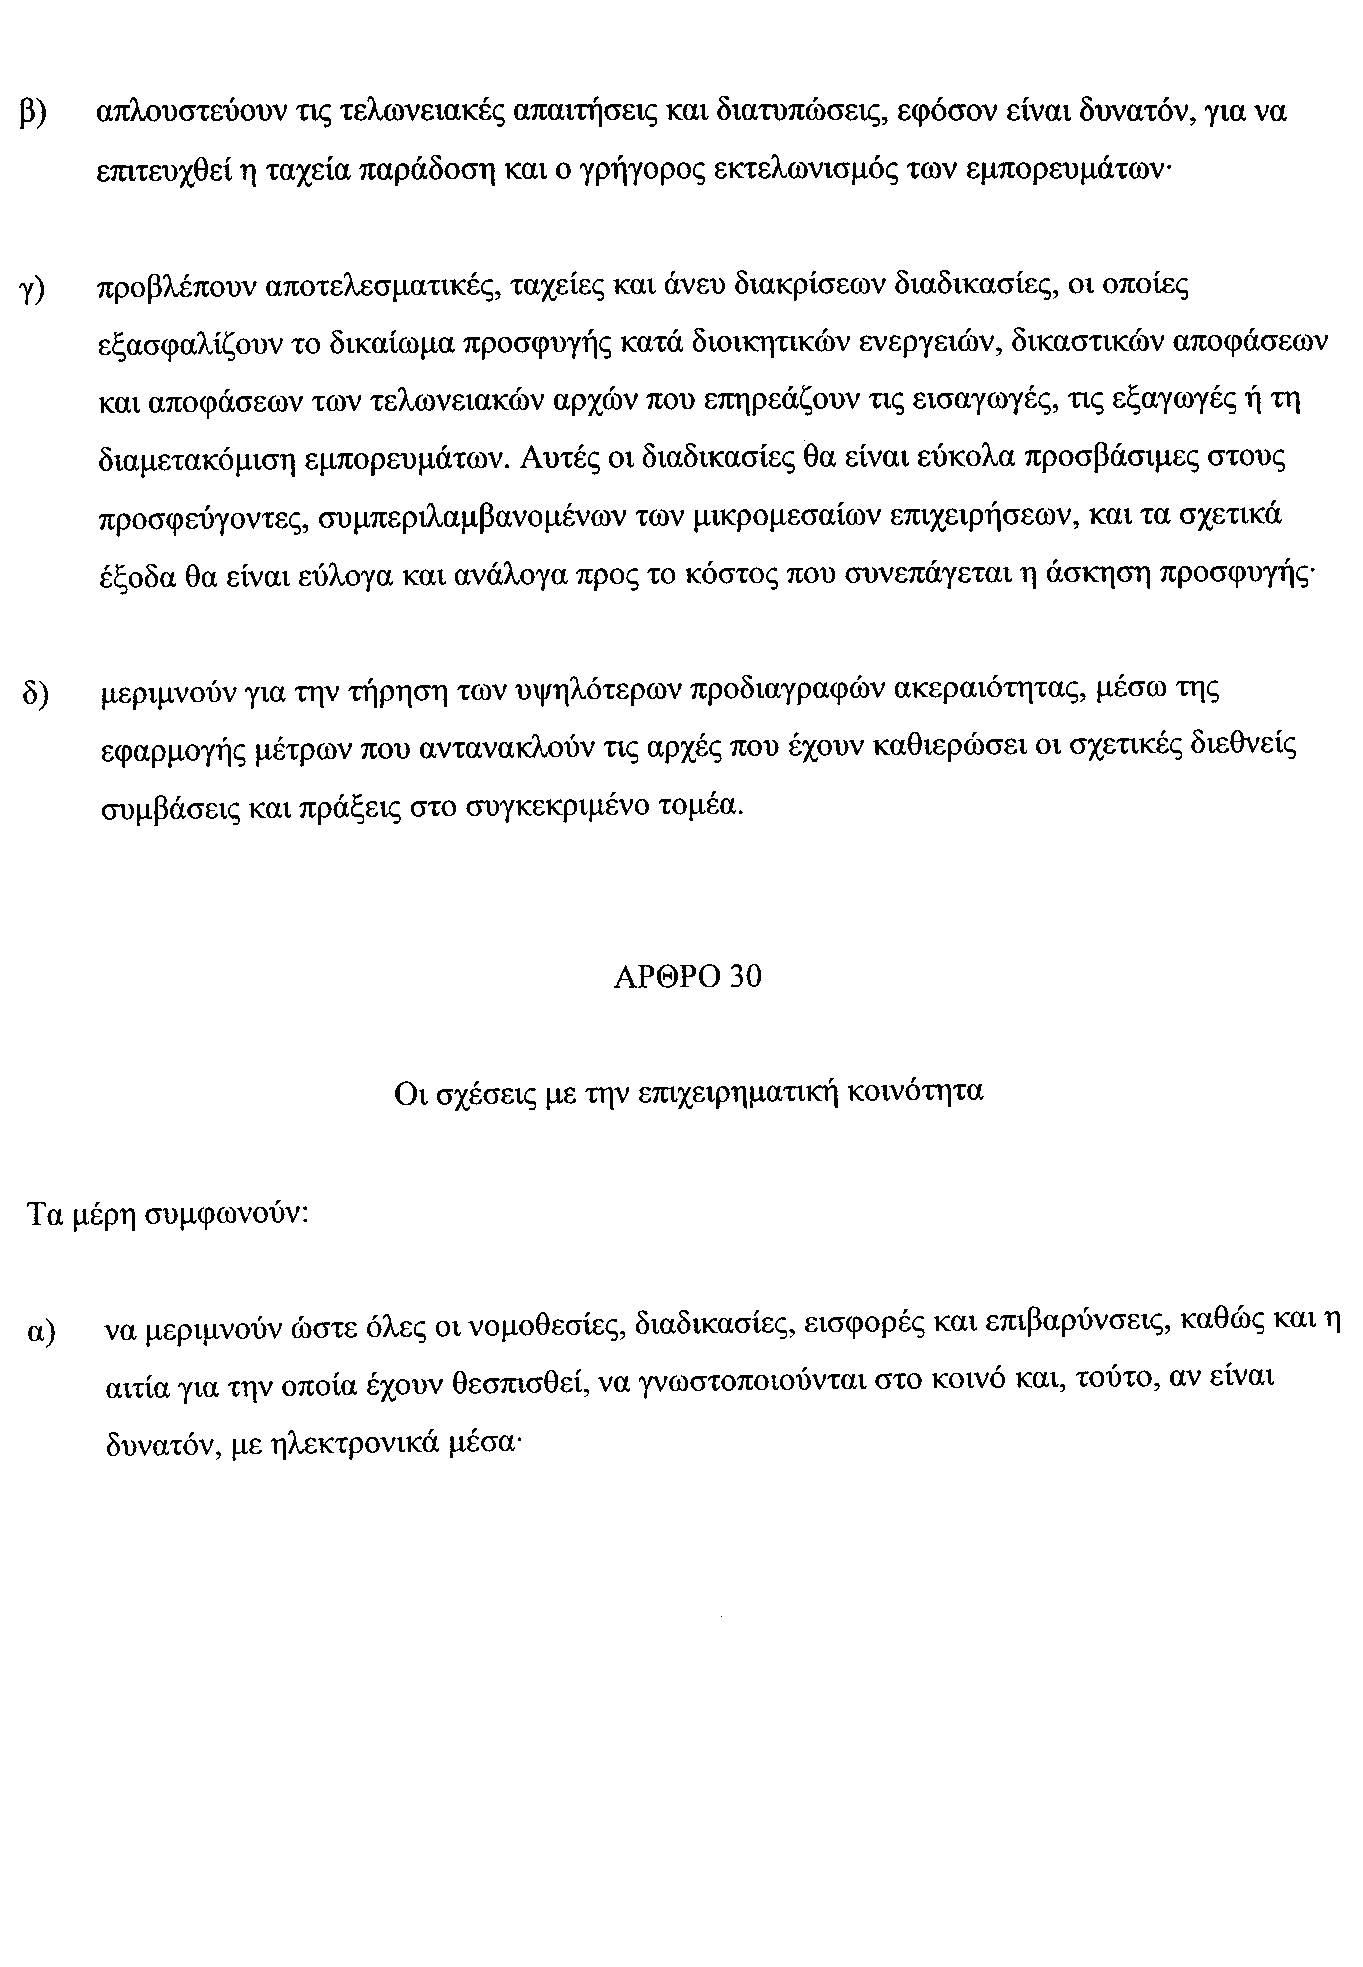 β) απλουστεύουν τις τελωνειακές απαιτήσεις και διατυπώσεις, εφόσον είναι δυνατόν, για να
επιτευχθεί η ταχεία παράδοση και ο γρήγορος εκτελωνισμός των εμπορευμάτων·
γ) προβλέπουν αποτελεσματικές, ταχείες και άνευ διακρίσεων διαδικασίες, οι οποίες
εξασφαλίζουν το δικαίωμα προσφυγής κατά διοικητικών ενεργειών, δικαστικών αποφάσεων
και αποφάσεων των τελωνειακών αρχών που επηρεάζουν τις εισαγωγές, τις εξαγωγές ή τη
διαμετακόμιση εμπορευμάτων. Αυτές οι διαδικασίες θα είναι εύκολα προσβάσιμες στους
προσφεύγοντες, συμπεριλαμβανομένων των μικρομεσαίων επιχειρήσεων, και τα σχετικά
έξοδα θα είναι εύλογα και ανάλογα προς το κόστος που συνεπάγεται η άσκηση προσφυγής·
δ) μεριμνούν για την τήρηση των υψηλότερων προδιαγραφών ακεραιότητας, μέσω της
εφαρμογής μέτρων που αντανακλούν τις αρχές που έχουν καθιερώσει οι σχετικές διεθνείς
συμβάσεις και πράξεις στο συγκεκριμένο τομέα.
ΑΡΘΡΟ 30
Οι σχέσεις με την επιχειρηματική κοινότητα
Τα μέρη συμφωνούν:
α) να μεριμνούν ώστε όλες οι νομοθεσίες, διαδικασίες, εισφορές και επιβαρύνσεις, καθώς και η
αιτία για την οποία έχουν θεσπισθεί, να γνωστοποιούνται στο κοινό και, τούτο, αν είναι
δυνατόν, με ηλεκτρονικά μέσα·